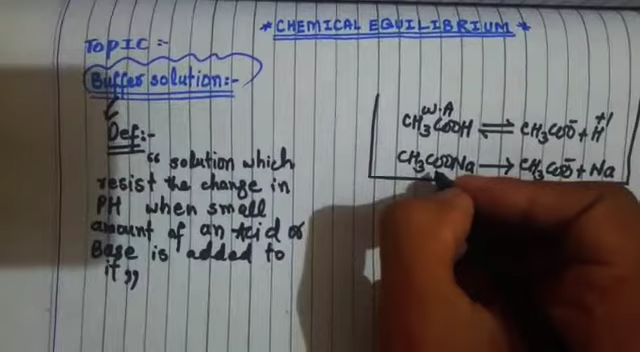 * CHEMICAL EQUILIBRIUM *
Topic :-
Buffer solution:-
Def:-
" solution which
resist the change in
PH when small
amount of an Acid or
Base is added to
it "
W.A
CH3COOH ⇌ CH3COO⁻ + H⁺¹
CH3COONa → CH3COO⁻ + Na